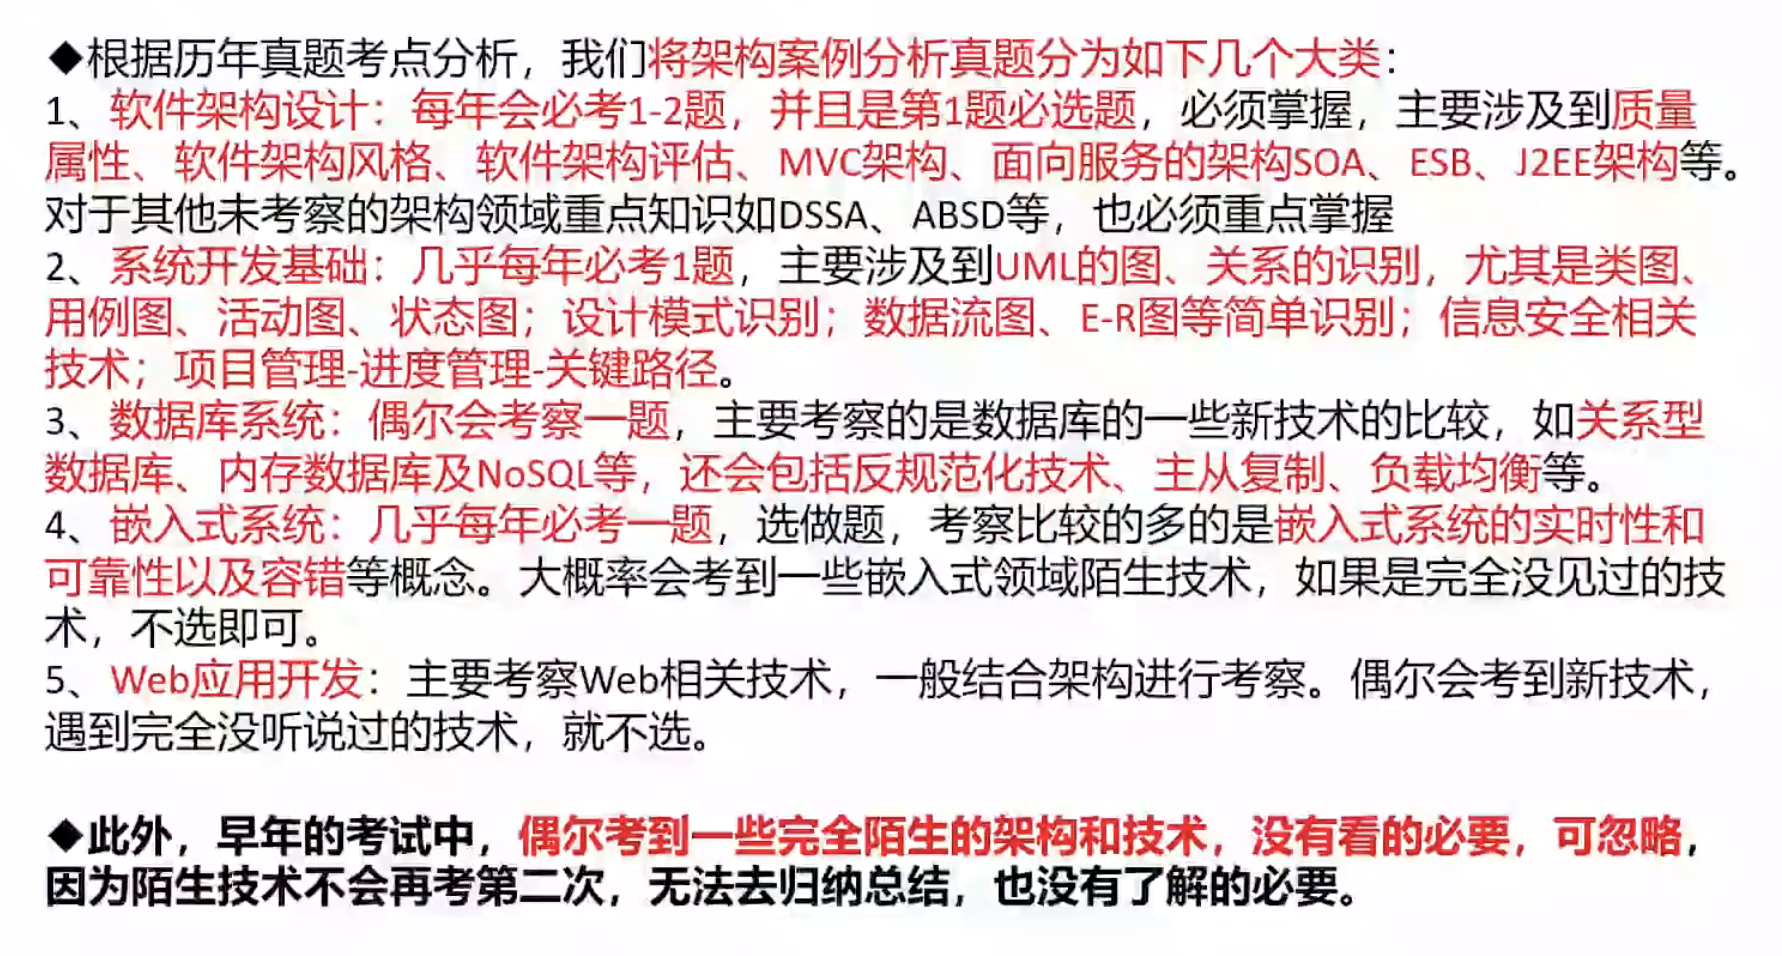 ◆根据历年真题考点分析，我们将架构案例分析真题分为如下几个大类：
1、软件架构设计：每年会必考1-2题，并且是第1题必选题，必须掌握，主要涉及到质量
属性、软件架构风格、软件架构评估、MVC架构、面向服务的架构SOA、ESB、J2EE架构等。
对于其他未考察的架构领域重点知识如DSSA、ABSD等，也必须重点掌握
2、系统开发基础：几乎每年必考1题，主要涉及到UML的图、关系的识别，尤其是类图、
用例图、活动图、状态图；设计模式识别；数据流图、E-R图等简单识别；信息安全相关
技术；项目管理-进度管理-关键路径。
3、数据库系统：偶尔会考察一题，主要考察的是数据库的一些新技术的比较，如关系型
数据库、内存数据库及NoSQL等，还会包括反规范化技术、主从复制、负载均衡等。
4、嵌入式系统：几乎每年必考一题，选做题，考察比较的多的是嵌入式系统的实时性和
可靠性以及容错等概念。大概率会考到一些嵌入式领域陌生技术，如果是完全没见过的技
术，不选即可。
5、Web应用开发：主要考察Web相关技术，一般结合架构进行考察。偶尔会考到新技术，
遇到完全没听说过的技术，就不选。
◆此外，早年的考试中，偶尔考到一些完全陌生的架构和技术，没有看的必要，可忽略，
因为陌生技术不会再考第二次，无法去归纳总结，也没有了解的必要。